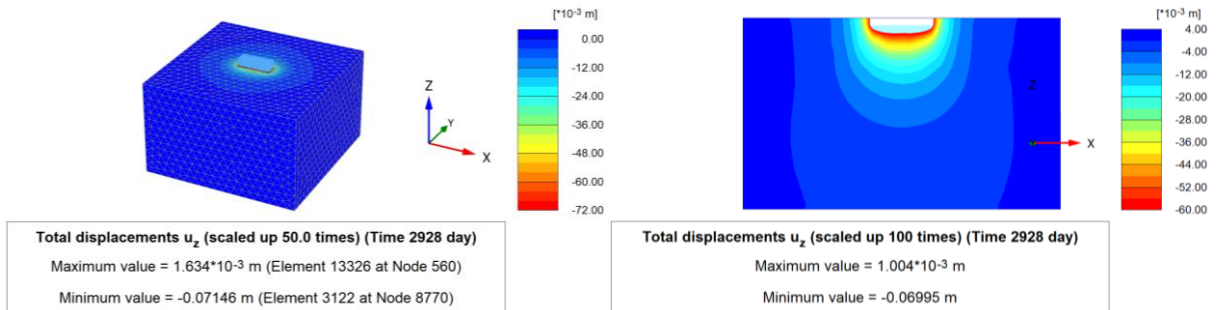 [*10⁻³ m]
0.00
-12.00
-24.00
-36.00
-48.00
-60.00
-72.00
Z
Y
X
Total displacements u_z (scaled up 50.0 times) (Time 2928 day)
Maximum value = 1.634*10⁻³ m (Element 13326 at Node 560)
Minimum value = -0.07146 m (Element 3122 at Node 8770)
[*10⁻³ m]
4.00
-4.00
-12.00
-20.00
-28.00
-36.00
-44.00
-52.00
-60.00
Z
X
Total displacements u_z (scaled up 100 times) (Time 2928 day)
Maximum value = 1.004*10⁻³ m
Minimum value = -0.06995 m